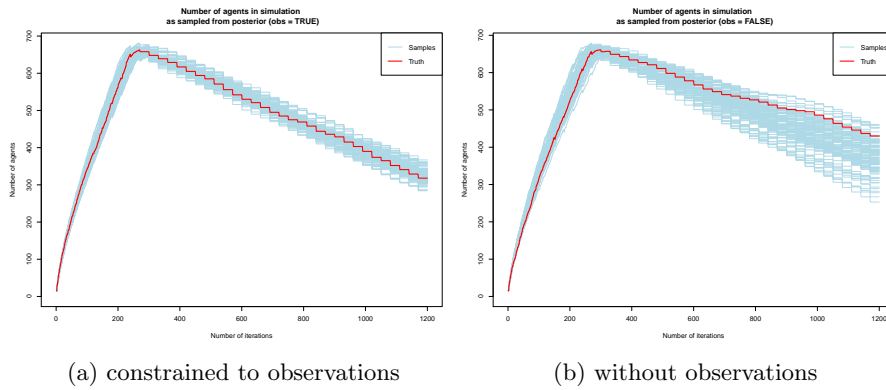 Number of agents in simulation
as sampled from posterior (obs = TRUE)
Samples
Truth
Number of agents
0
100
200
300
400
500
600
700
0
200
400
600
800
1000
1200
Number of iterations
(a) constrained to observations
Number of agents in simulation
as sampled from posterior (obs = FALSE)
Samples
Truth
Number of agents
0
100
200
300
400
500
600
700
0
200
400
600
800
1000
1200
Number of iterations
(b) without observations